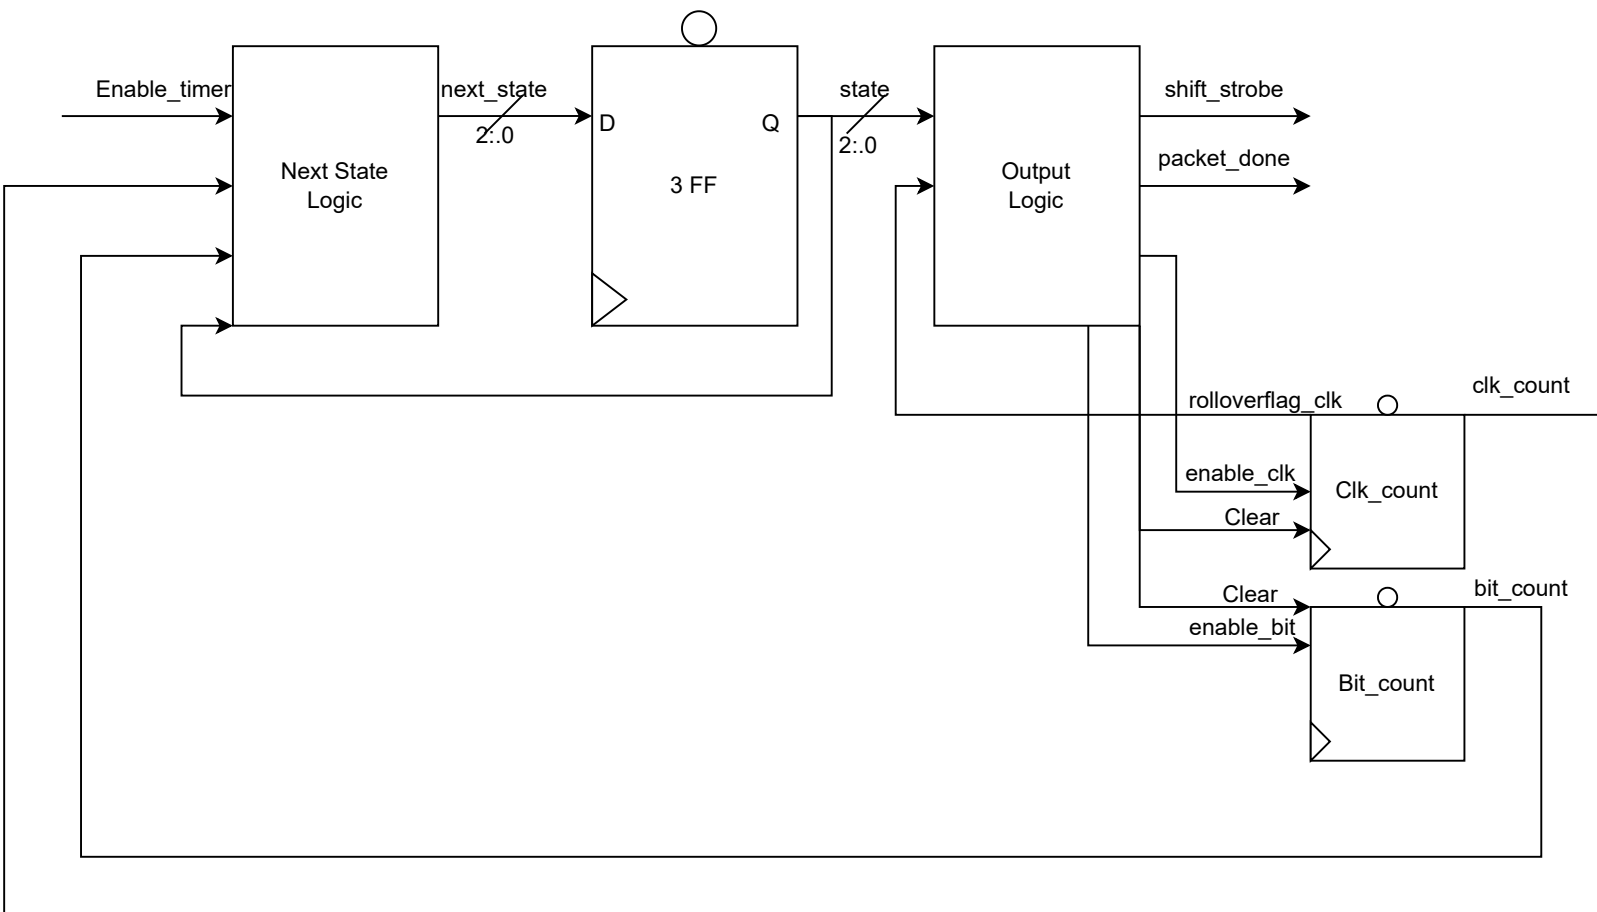 Enable_timer
next_state
2:.0
Next State
Logic
D
Q
3 FF
state
2:.0
Output
Logic
shift_strobe
packet_done
rolloverflag_clk
clk_count
enable_clk
Clk_count
Clear
Clear
bit_count
enable_bit
Bit_count